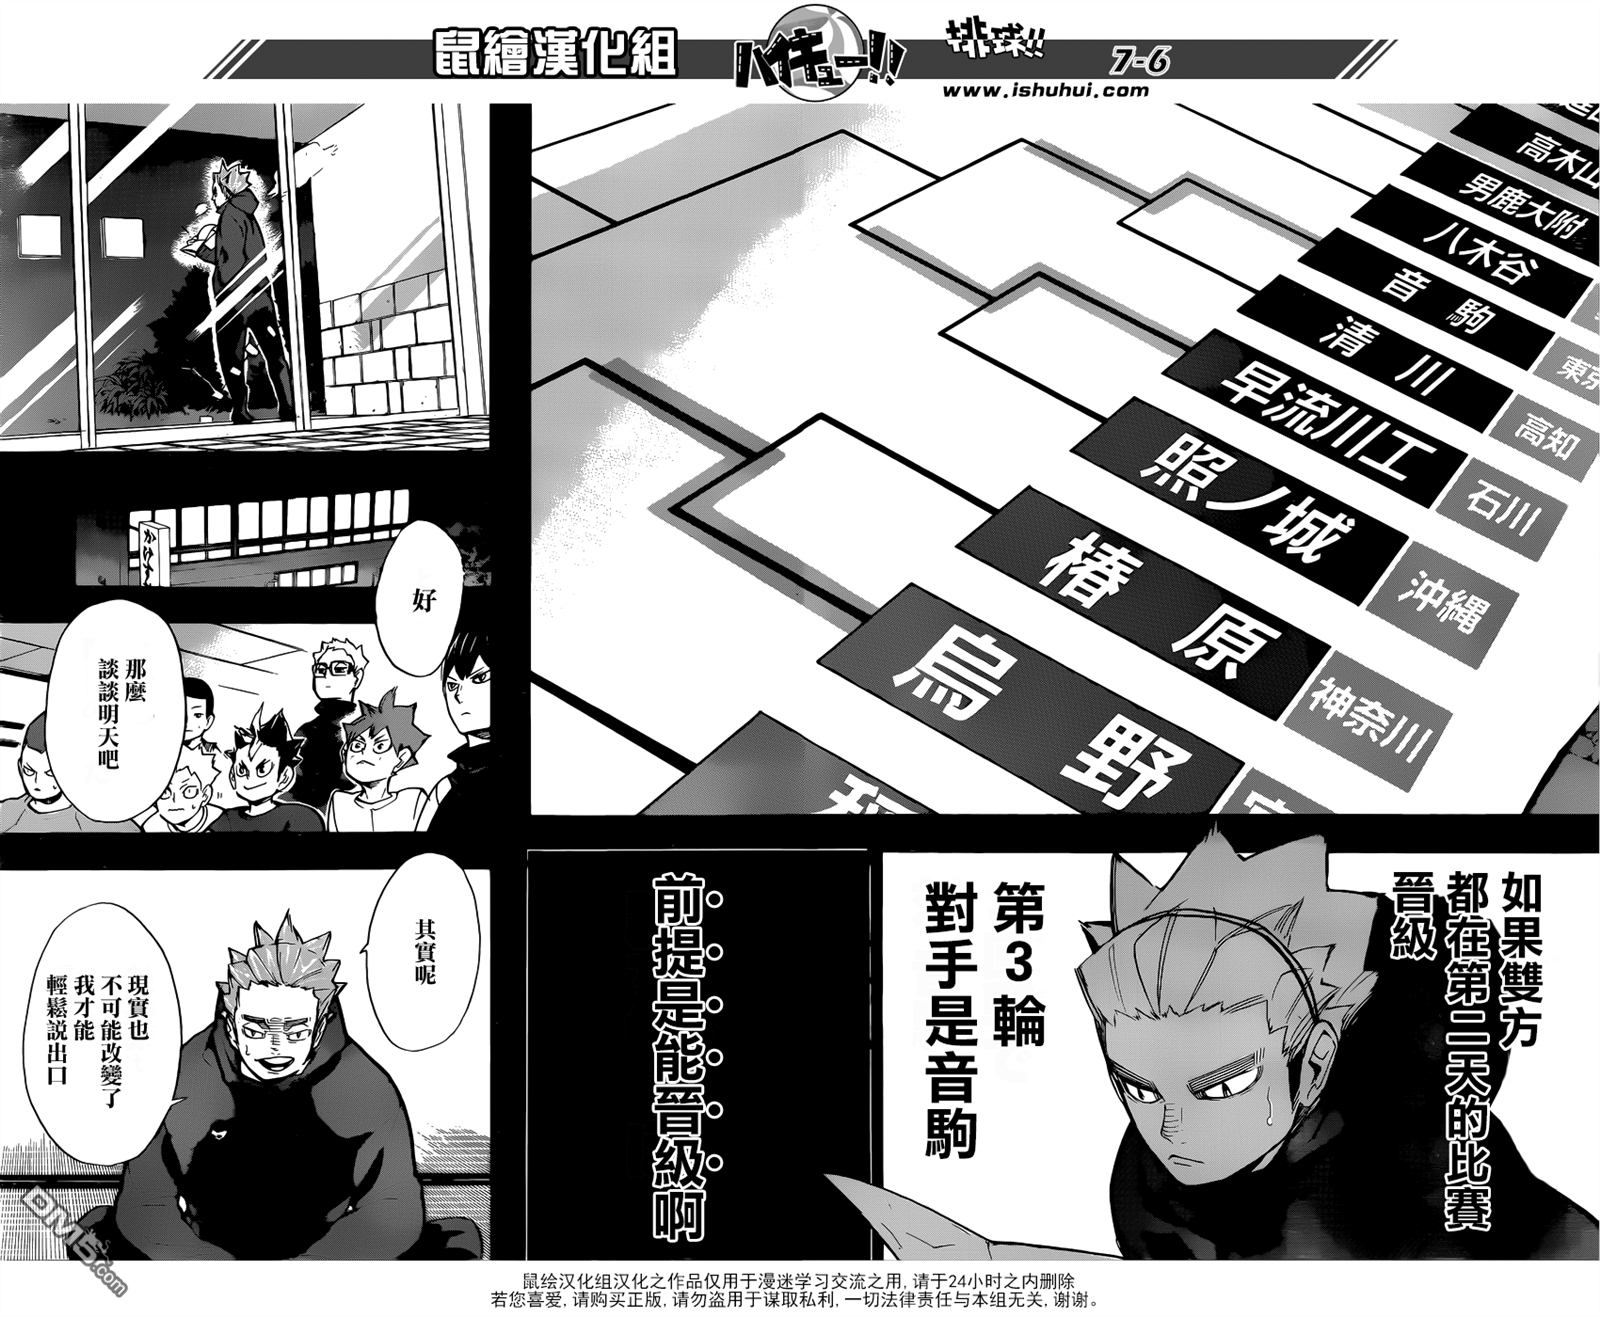 鼠繪漢化組
ハイキュー!!
排球!!
7-6
www.ishuhui.com
高木山
男鹿大附
八木谷
音駒
東京
清川
高知
早流川工
石川
照ノ城
沖縄
椿原
神奈川
烏野
如果雙方
都在第二天的比賽
晉級
第3輪
對手是音駒
前提是能晉級啊
好
那麼
談談明天吧
其實呢
現實也
不可能改變了
我才能
輕鬆説出口
DM5.com
鼠绘汉化组汉化之作品仅用于漫迷学习交流之用,请于24小时之内删除
若您喜爱,请购买正版,请勿盗用于谋取私利,一切法律责任与本组无关,谢谢。